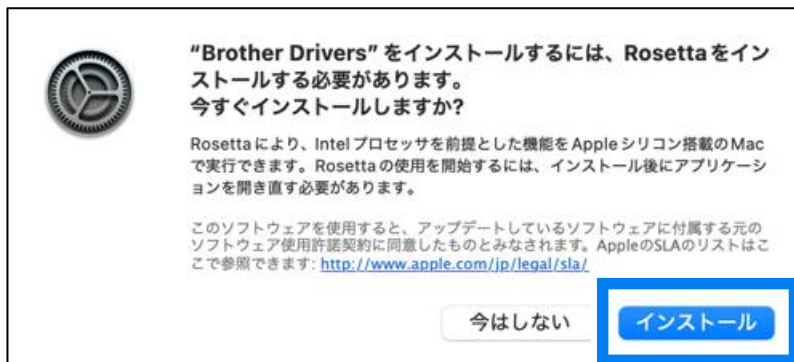 “Brother Drivers” をインストールするには、Rosettaをイン
ストールする必要があります。
今すぐインストールしますか?
Rosettaにより、Intelプロセッサを前提とした機能をAppleシリコン搭載のMac
で実行できます。Rosettaの使用を開始するには、インストール後にアプリケーシ
ョンを開き直す必要があります。
このソフトウェアを使用すると、アップデートしているソフトウェアに付属する元の
ソフトウェア使用許諾契約に同意したものとみなされます。AppleのSLAのリストはこ
こで参照できます: http://www.apple.com/jp/legal/sla/
今はしない
インストール